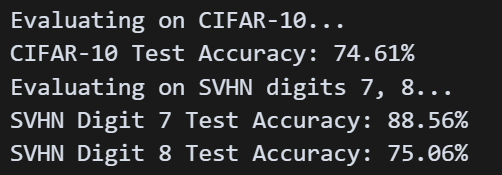 Evaluating on CIFAR-10...
CIFAR-10 Test Accuracy: 74.61%
Evaluating on SVHN digits 7, 8...
SVHN Digit 7 Test Accuracy: 88.56%
SVHN Digit 8 Test Accuracy: 75.06%